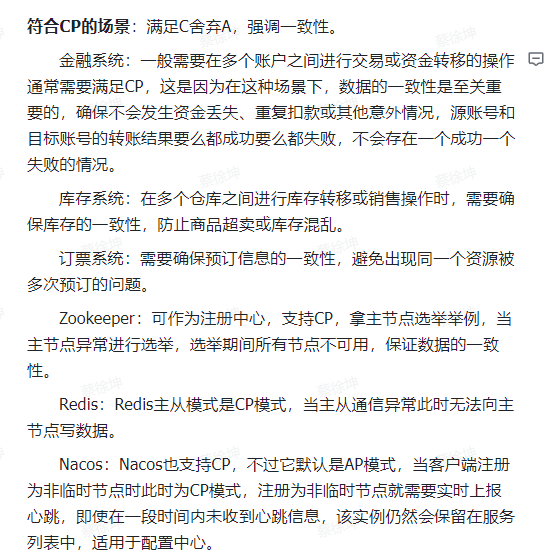 符合CP的场景：满足C舍弃A，强调一致性。
金融系统：一般需要在多个账户之间进行交易或资金转移的操作
通常需要满足CP，这是因为在这种场景下，数据的一致性是至关重
要的，确保不会发生资金丢失、重复扣款或其他意外情况，源账号和
目标账号的转账结果要么都成功要么都失败，不会存在一个成功一个
失败的情况。
库存系统：在多个仓库之间进行库存转移或销售操作时，需要确
保库存的一致性，防止商品超卖或库存混乱。
订票系统：需要确保预订信息的一致性，避免出现同一个资源被
多次预订的问题。
Zookeeper：可作为注册中心，支持CP，拿主节点选举举例，当
主节点异常进行选举，选举期间所有节点不可用，保证数据的一致
性。
Redis：Redis主从模式是CP模式，当主从通信异常此时无法向主
节点写数据。
Nacos：Nacos也支持CP，不过它默认是AP模式，当客户端注册
为非临时节点时此时为CP模式，注册为非临时节点就需要实时上报
心跳，即使在一段时间内未收到心跳信息，该实例仍然会保留在服务
列表中，适用于配置中心。
蔡徐坤